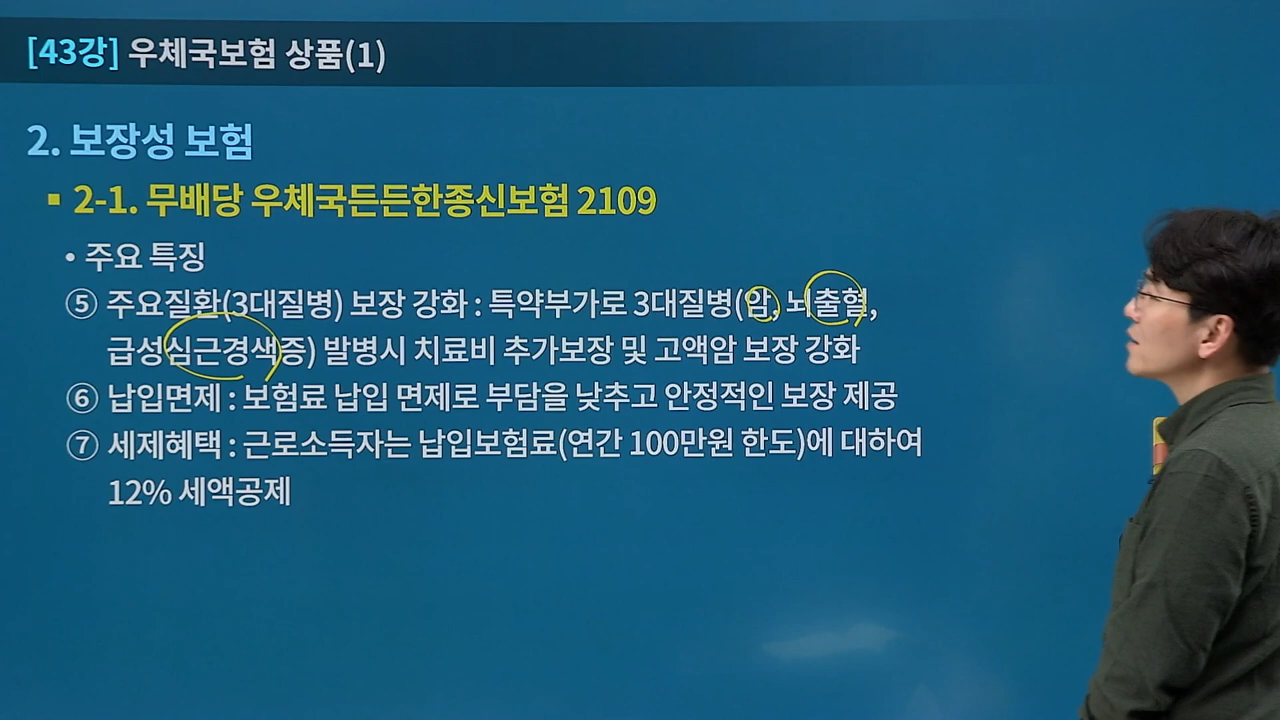 [43강] 우체국보험 상품(1)
2. 보장성 보험
▪ 2-1. 무배당 우체국든든한종신보험 2109
• 주요 특징
⑤ 주요질환(3대질병) 보장 강화 : 특약부가로 3대질병(암, 뇌출혈,
급성심근경색증) 발병시 치료비 추가보장 및 고액암 보장 강화
⑥ 납입면제 : 보험료 납입 면제로 부담을 낮추고 안정적인 보장 제공
⑦ 세제혜택 : 근로소득자는 납입보험료(연간 100만원 한도)에 대하여
12% 세액공제